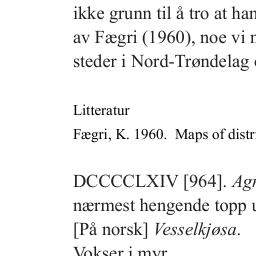 ikke grunn til å tro at han
av Fægri (1960), noe vi
steder i Nord-Trøndelag
Litteratur
Fægri, K. 1960. Maps of distr
DCCCCLXIV [964]. Agr
nærmest hengende topp
[På norsk] Vesselkjøsa.
Vokser i myr